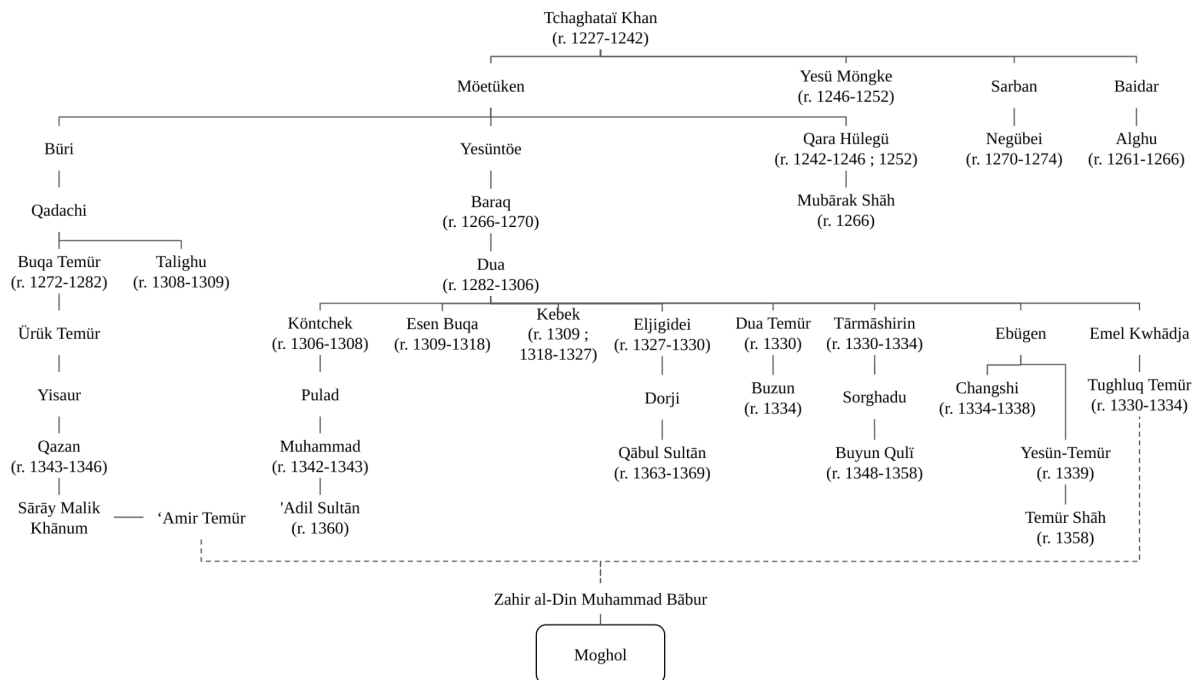 Tchaghataï Khan
(r. 1227-1242)
Möetüken
Yesü Möngke
(r. 1246-1252)
Sarban
Baidar
Büri
Yesüntöe
Qara Hülegü
(r. 1242-1246 ; 1252)
Negübei
(r. 1270-1274)
Alghu
(r. 1261-1266)
Qadachi
Baraq
(r. 1266-1270)
Mubārak Shāh
(r. 1266)
Buqa Temür
(r. 1272-1282)
Talighu
(r. 1308-1309)
Dua
(r. 1282-1306)
Ürük Temür
Köntchek
(r. 1306-1308)
Esen Buqa
(r. 1309-1318)
Kebek
(r. 1309 ;
1318-1327)
Eljigidei
(r. 1327-1330)
Dua Temür
(r. 1330)
Tārmāshirin
(r. 1330-1334)
Ebügen
Emel Kwhādja
Yisaur
Pulad
Dorji
Buzun
(r. 1334)
Sorghadu
Changshi
(r. 1334-1338)
Tughluq Temür
(r. 1330-1334)
Qazan
(r. 1343-1346)
Muhammad
(r. 1342-1343)
Qābul Sultān
(r. 1363-1369)
Buyun Qulï
(r. 1348-1358)
Yesün-Temür
(r. 1339)
Sārāy Malik
Khānum
‘Amir Temür
'Adil Sultān
(r. 1360)
Temür Shāh
(r. 1358)
Zahir al-Din Muhammad Bābur
Moghol